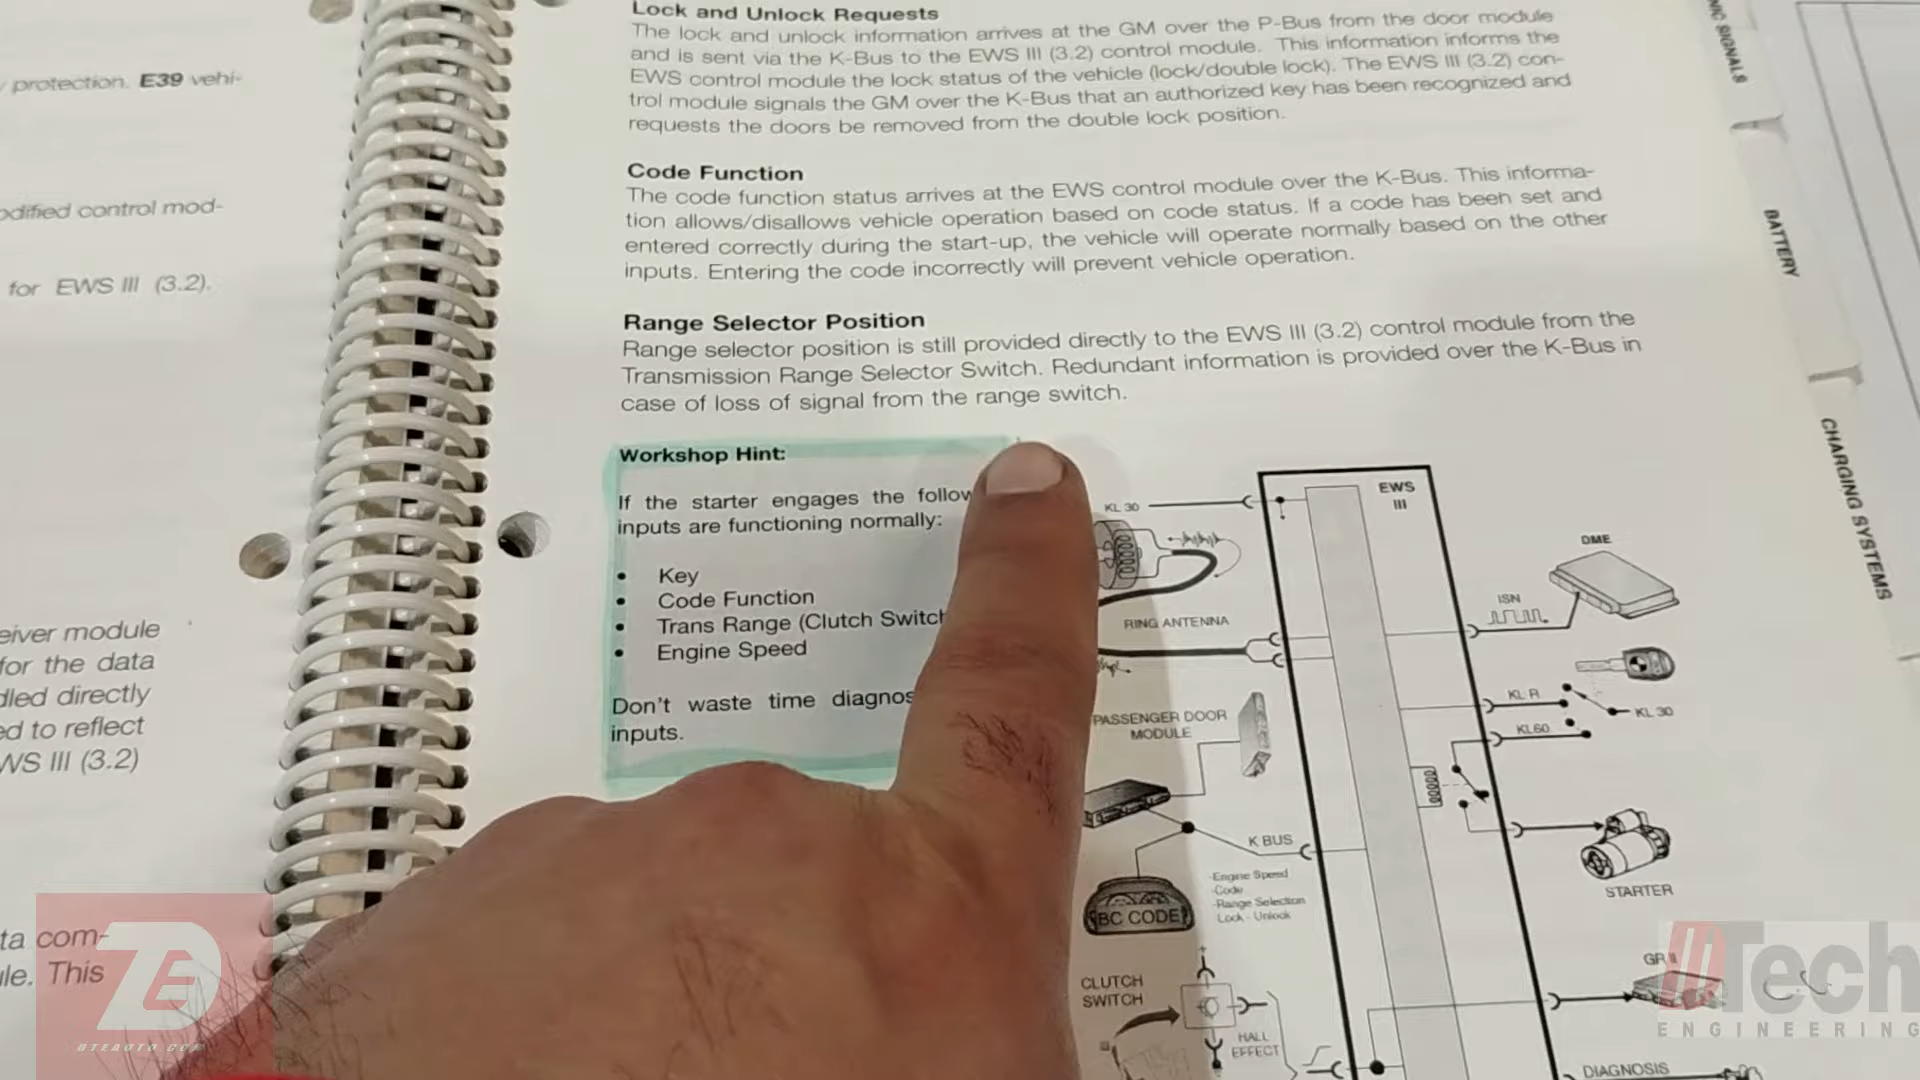 y protection. E39 vehi-
odified control mod-
for EWS III (3.2).
eiver module
for the data
dled directly
ed to reflect
WS III (3.2)
ta com-
ule. This
Lock and Unlock Requests
The lock and unlock information arrives at the GM over the P-Bus from the door module
and is sent via the K-Bus to the EWS III (3.2) control module. This information informs the
EWS control module the lock status of the vehicle (lock/double lock). The EWS III (3.2) con-
trol module signals the GM over the K-Bus that an authorized key has been recognized and
requests the doors be removed from the double lock position.
Code Function
The code function status arrives at the EWS control module over the K-Bus. This informa-
tion allows/disallows vehicle operation based on code status. If a code has been set and
entered correctly during the start-up, the vehicle will operate normally based on the other
inputs. Entering the code incorrectly will prevent vehicle operation.
Range Selector Position
Range selector position is still provided directly to the EWS III (3.2) control module from the
Transmission Range Selector Switch. Redundant information is provided over the K-Bus in
case of loss of signal from the range switch.
Workshop Hint:
If the starter engages the follow
inputs are functioning normally:
• Key
• Code Function
• Trans Range (Clutch Switch
• Engine Speed
Don't waste time diagnos
inputs.
KL 30
EWS
III
RING ANTENNA
DME
ISN
KL R
KL 30
KL60
PASSENGER DOOR
MODULE
K BUS
-Engine Speed
-Code
-Range Selection
Lock - Unlock
BC CODE
STARTER
CLUTCH
SWITCH
HALL
EFFECT
GR II
DIAGNOSIS
NIC SIGNALS
BATTERY
CHARGING SYSTEMS
DTEAUTO COM
Tech
ENGINEERING